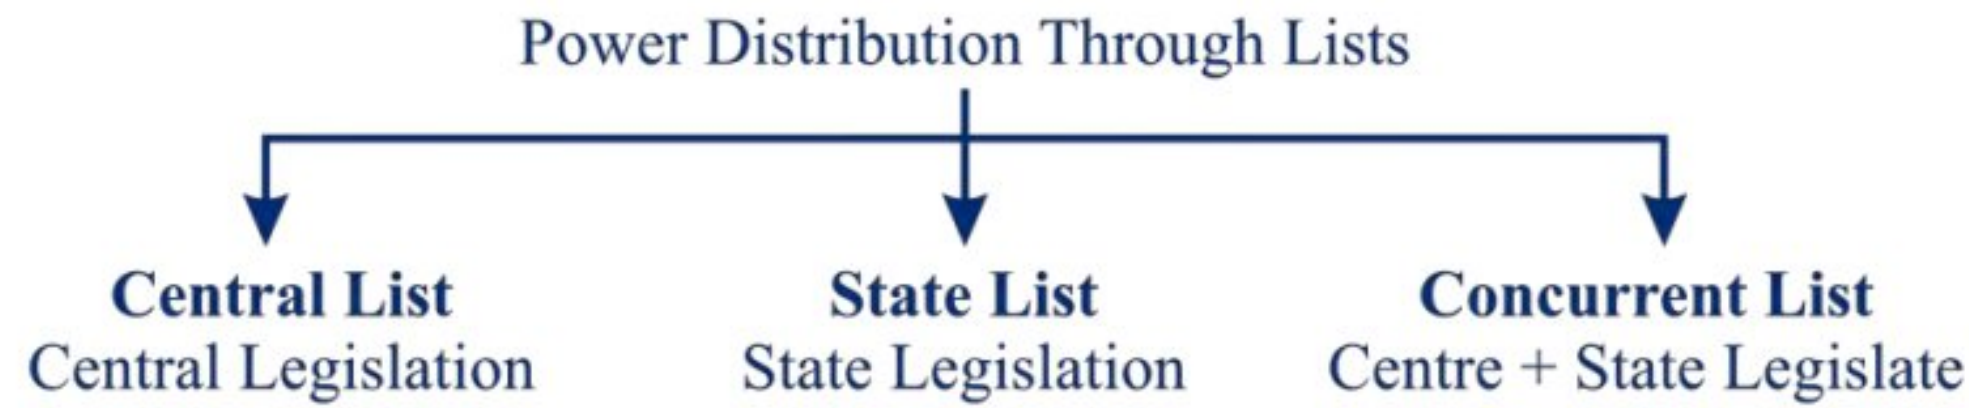 Power Distribution Through Lists
Central List
Central Legislation
State List
State Legislation
Concurrent List
Centre + State Legislate